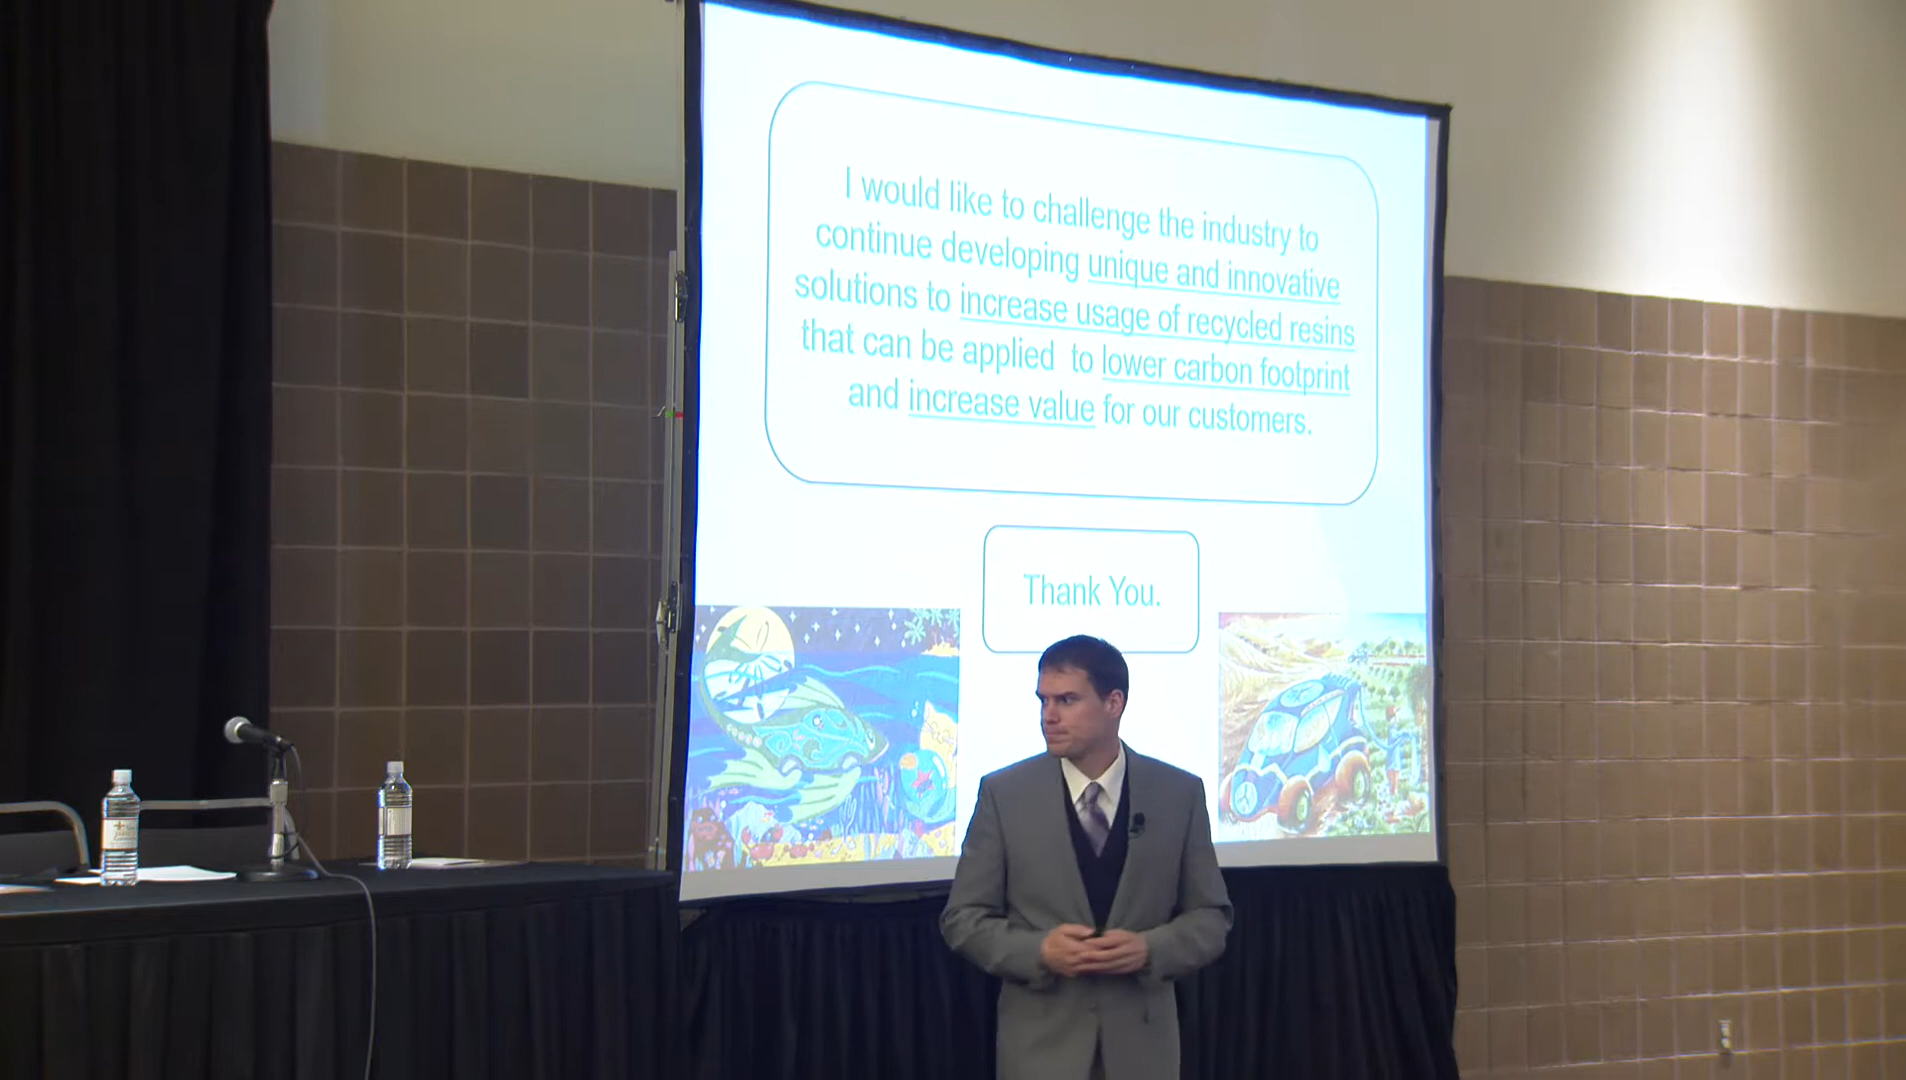 I would like to challenge the industry to
continue developing unique and innovative
solutions to increase usage of recycled resins
that can be applied to lower carbon footprint
and increase value for our customers.
Thank You.